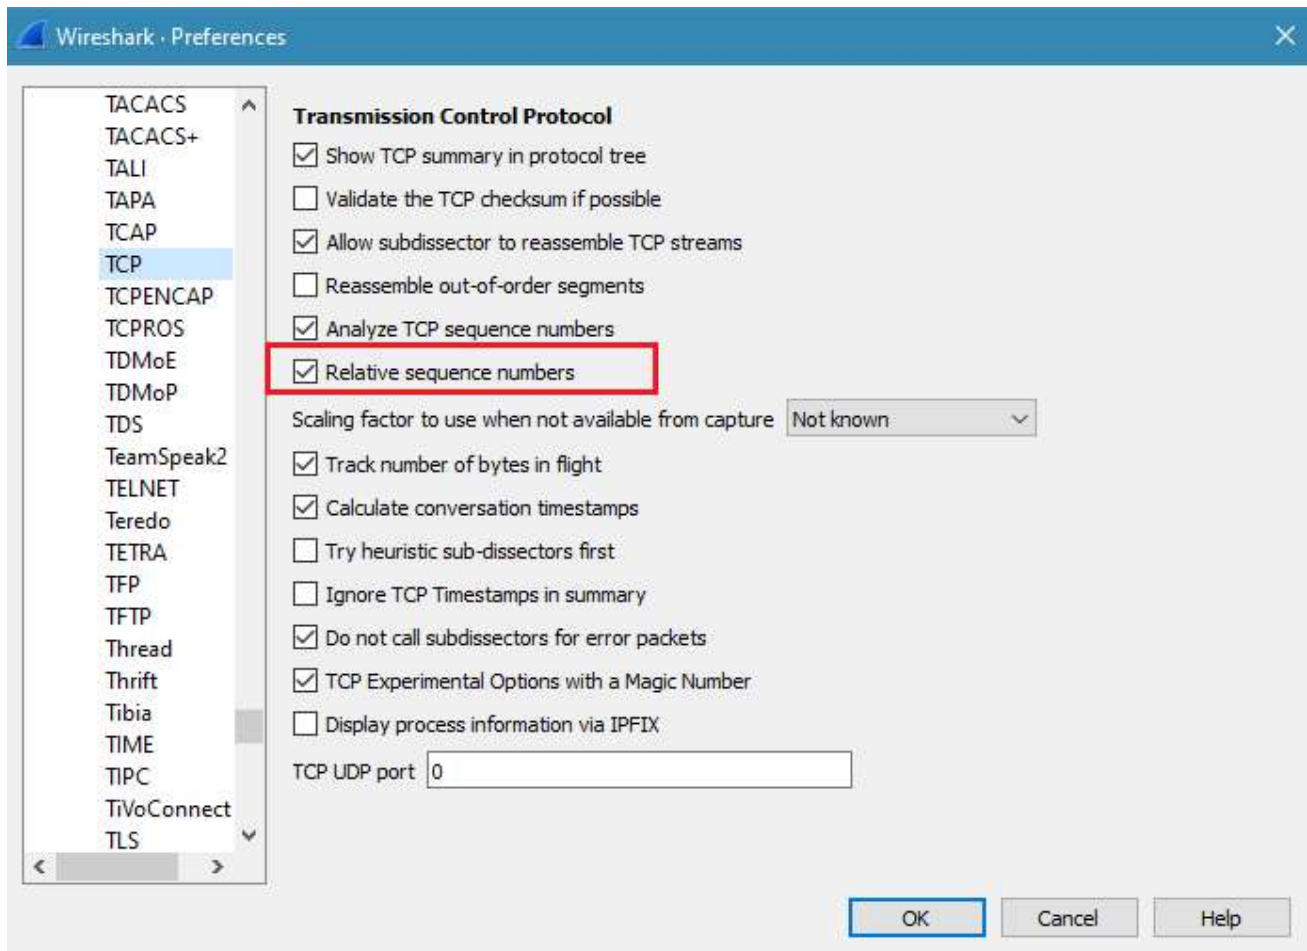 Wireshark · Preferences
TACACS
TACACS+
TALI
TAPA
TCAP
TCP
TCPENCAP
TCPROS
TDMoE
TDMoP
TDS
TeamSpeak2
TELNET
Teredo
TETRA
TFP
TFTP
Thread
Thrift
Tibia
TIME
TIPC
TiVoConnect
TLS
Transmission Control Protocol
Show TCP summary in protocol tree
Validate the TCP checksum if possible
Allow subdissector to reassemble TCP streams
Reassemble out-of-order segments
Analyze TCP sequence numbers
Relative sequence numbers
Scaling factor to use when not available from capture Not known
Track number of bytes in flight
Calculate conversation timestamps
Try heuristic sub-dissectors first
Ignore TCP Timestamps in summary
Do not call subdissectors for error packets
TCP Experimental Options with a Magic Number
Display process information via IPFIX
TCP UDP port 0
OK Cancel Help